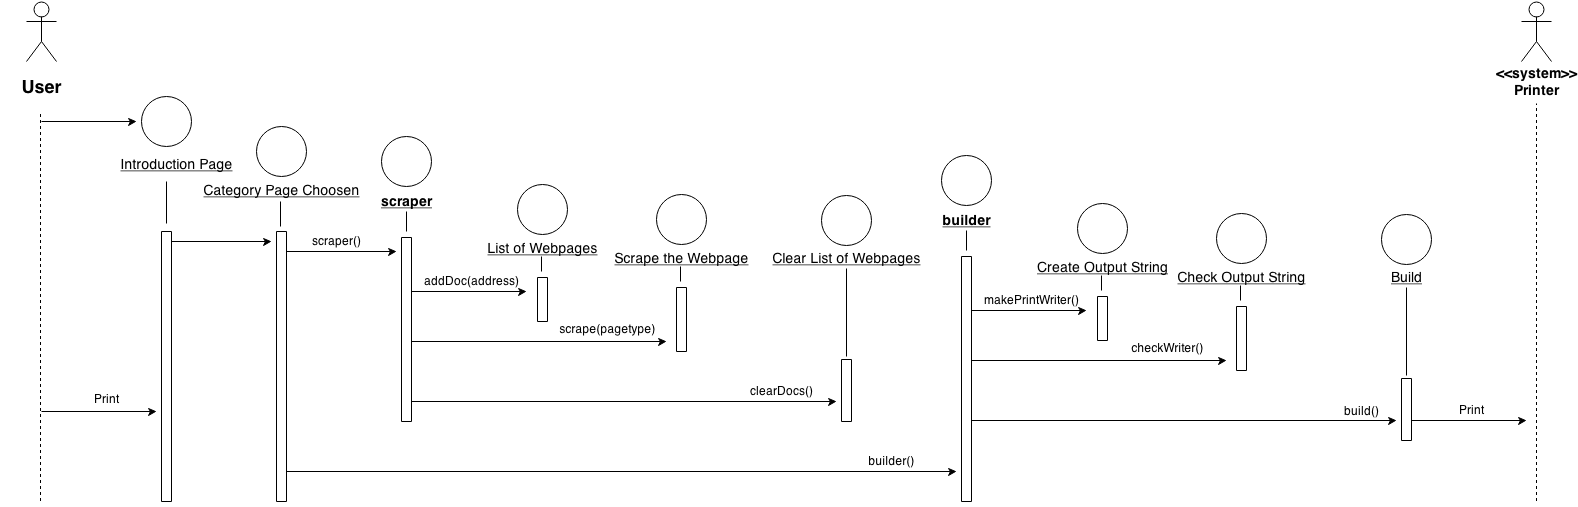 User
<<system>>
Printer
Introduction Page
Category Page Choosen
scraper
List of Webpages
Scrape the Webpage
Clear List of Webpages
builder
Create Output String
Check Output String
Build
scraper()
addDoc(address)
makePrintWriter()
scrape(pagetype)
checkWriter()
Print
clearDocs()
build()
Print
builder()